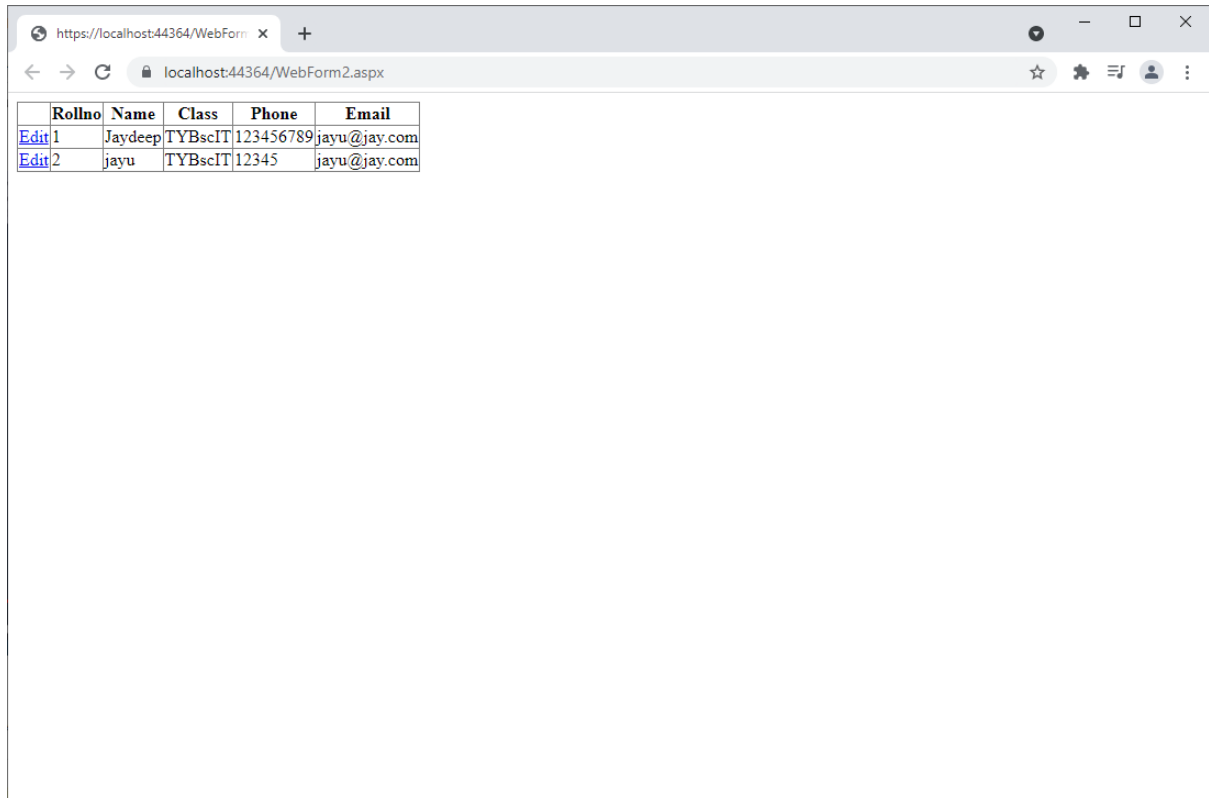 https://localhost:44364/WebForm
localhost:44364/WebForm2.aspx
Rollno Name Class Phone Email
Edit 1 Jaydeep TYBscIT 123456789 jayu@jay.com
Edit 2 jayu TYBscIT 12345 jayu@jay.com